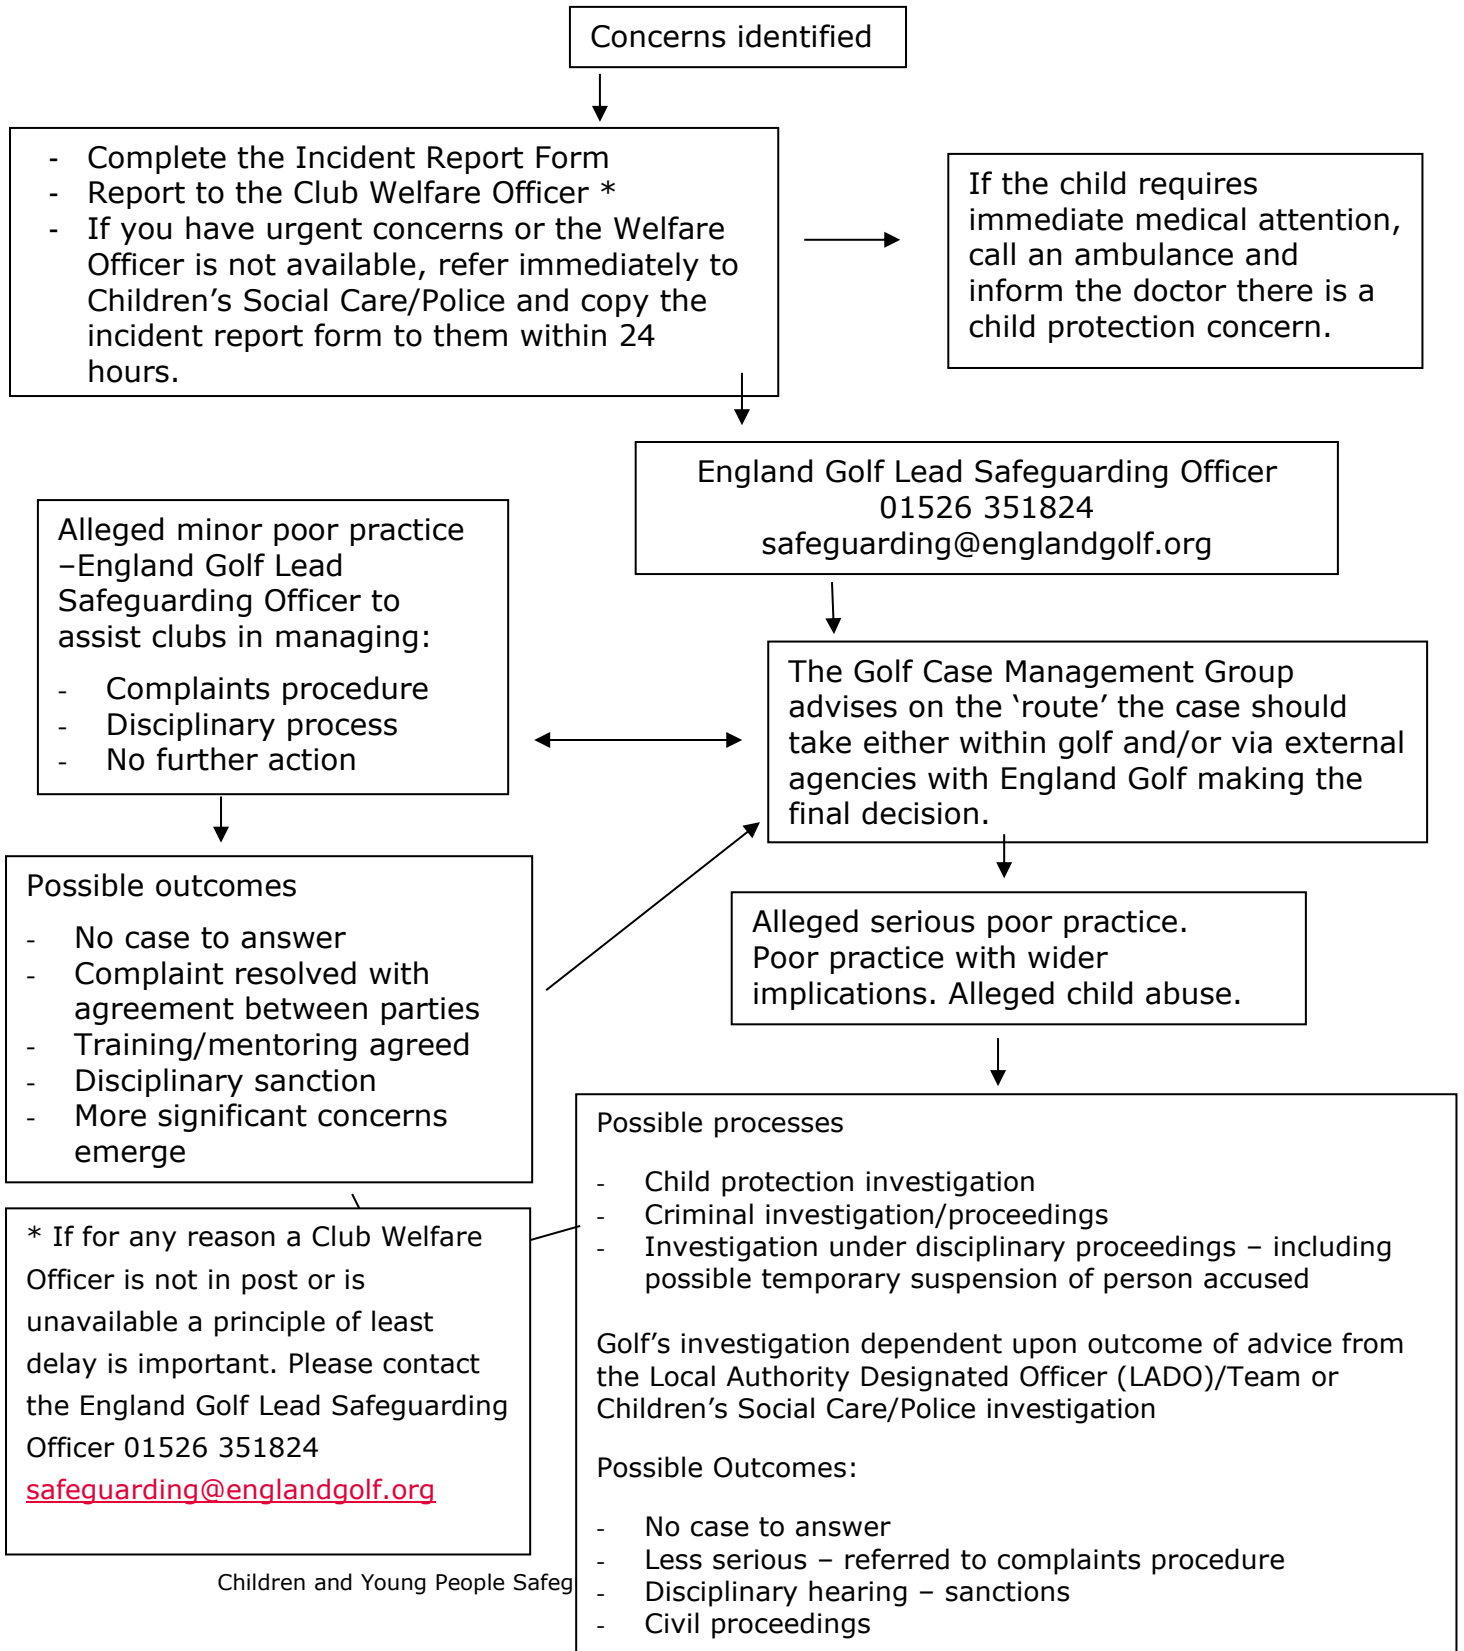 Concerns identified
- Complete the Incident Report Form
- Report to the Club Welfare Officer *
- If you have urgent concerns or the Welfare
Officer is not available, refer immediately to
Children’s Social Care/Police and copy the
incident report form to them within 24
hours.
If the child requires
immediate medical attention,
call an ambulance and
inform the doctor there is a
child protection concern.
England Golf Lead Safeguarding Officer
01526 351824
safeguarding@englandgolf.org
Alleged minor poor practice
–England Golf Lead
Safeguarding Officer to
assist clubs in managing:
- Complaints procedure
- Disciplinary process
- No further action
The Golf Case Management Group
advises on the ‘route’ the case should
take either within golf and/or via external
agencies with England Golf making the
final decision.
Possible outcomes
- No case to answer
- Complaint resolved with
agreement between parties
- Training/mentoring agreed
- Disciplinary sanction
- More significant concerns
emerge
Alleged serious poor practice.
Poor practice with wider
implications. Alleged child abuse.
Possible processes
- Child protection investigation
- Criminal investigation/proceedings
- Investigation under disciplinary proceedings – including
possible temporary suspension of person accused
Golf’s investigation dependent upon outcome of advice from
the Local Authority Designated Officer (LADO)/Team or
Children’s Social Care/Police investigation
Possible Outcomes:
- No case to answer
- Less serious – referred to complaints procedure
- Disciplinary hearing – sanctions
- Civil proceedings
* If for any reason a Club Welfare
Officer is not in post or is
unavailable a principle of least
delay is important. Please contact
the England Golf Lead Safeguarding
Officer 01526 351824
safeguarding@englandgolf.org
Children and Young People Safeg